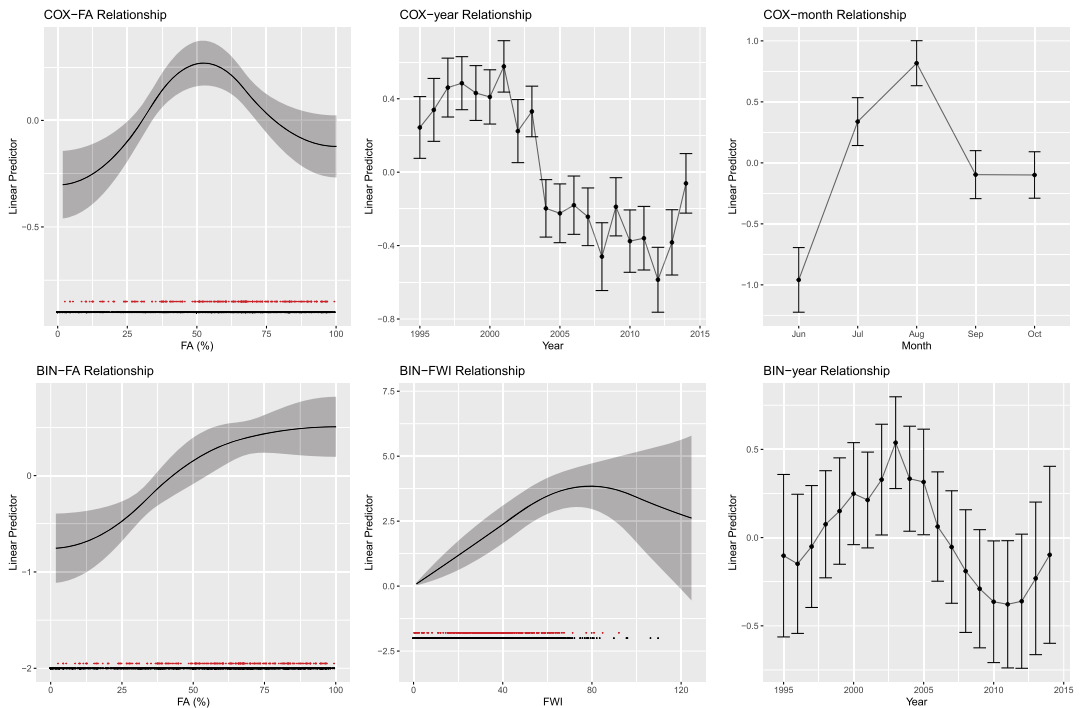 COX−FA Relationship
COX−year Relationship
COX−month Relationship
Linear Predictor
0.0
−0.5
0 25 50 75 100
FA (%)
Linear Predictor
0.4
0.0
−0.4
−0.8
1995 2000 2005 2010 2015
Year
Linear Predictor
1.0
0.5
0.0
−0.5
−1.0
Jun Jul Aug Sep Oct
Month
BIN−FA Relationship
BIN−FWI Relationship
BIN−year Relationship
Linear Predictor
0
−1
−2
0 25 50 75 100
FA (%)
Linear Predictor
7.5
5.0
2.5
0.0
−2.5
0 40 80 120
FWI
Linear Predictor
0.5
0.0
−0.5
1995 2000 2005 2010 2015
Year